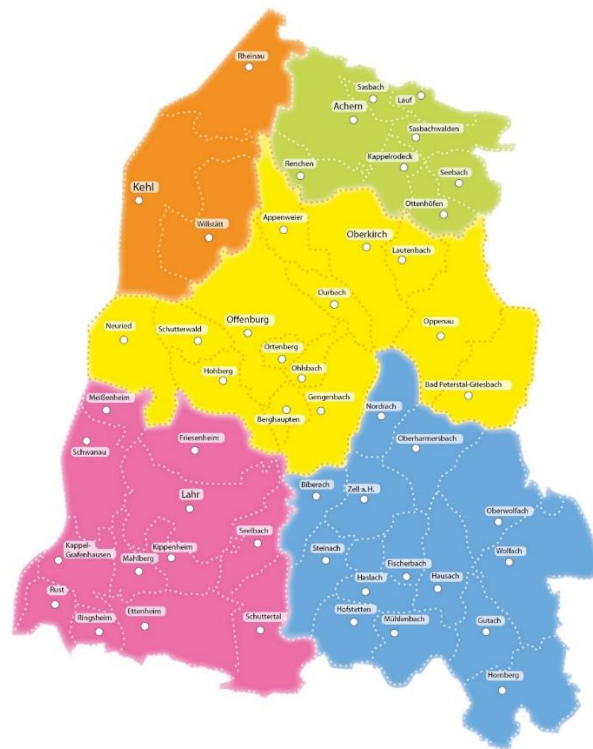 Rheinau
Sasbach
Lauf
Achern
Sasbachwalden
Kappelrodeck
Renchen
Seebach
Kehl
Ottenhöfen
Willstätt
Appenweier
Oberkirch
Lautenbach
Durbach
Offenburg
Neuried
Schutterwald
Oppenau
Ortenberg
Ohlsbach
Hohberg
Bad Peterstal-Griesbach
Meißenheim
Gengenbach
Nordrach
Berghaupten
Schwanau
Friesenheim
Oberharmersbach
Biberach
Zell a.H.
Lahr
Oberwolfach
Seelbach
Kappel-
Grafenhausen
Kippenheim
Mahlberg
Steinach
Fischerbach
Wolfach
Haslach
Hausach
Rust
Ettenheim
Ringsheim
Schuttertal
Hofstetten
Mühlenbach
Gutach
Hornberg